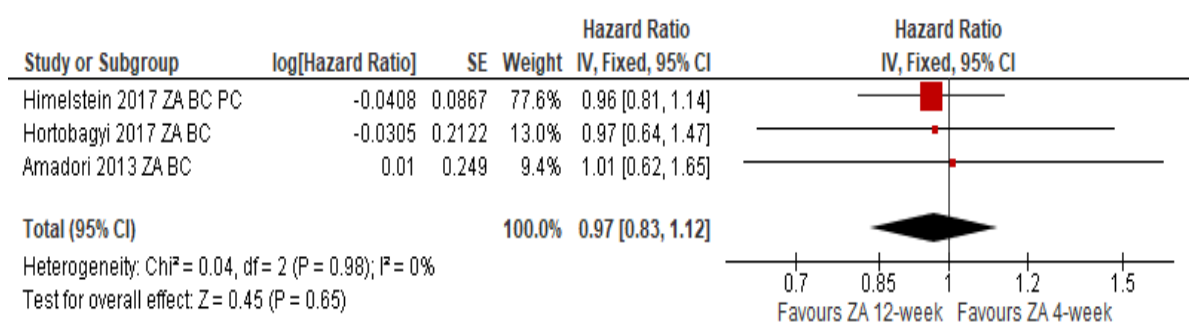 Hazard Ratio Hazard Ratio
Study or Subgroup log[Hazard Ratio] SE Weight IV, Fixed, 95% CI IV, Fixed, 95% CI
Himelstein 2017 ZA BC PC -0.0408 0.0867 77.6% 0.96 [0.81, 1.14]
Hortobagyi 2017 ZA BC -0.0305 0.2122 13.0% 0.97 [0.64, 1.47]
Amadori 2013 ZA BC 0.01 0.249 9.4% 1.01 [0.62, 1.65]
Total (95% CI) 100.0% 0.97 [0.83, 1.12]
Heterogeneity: Chi² = 0.04, df = 2 (P = 0.98); I² = 0%
Test for overall effect: Z = 0.45 (P = 0.65)
0.7 0.85 1 1.2 1.5
Favours ZA 12-week Favours ZA 4-week